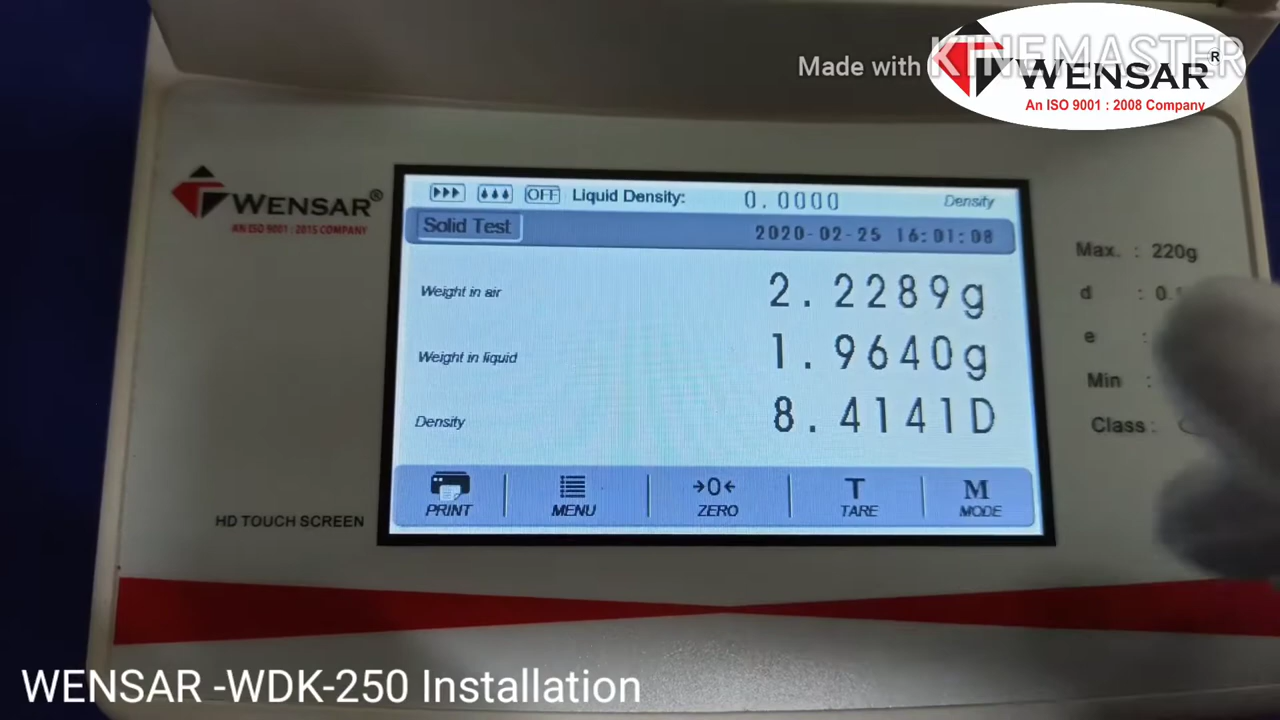 Made with KINEMASTER
WENSAR R
An ISO 9001 : 2008 Company
WENSAR®
AN ISO 9001 : 2015 COMPANY
OFF Liquid Density: 0.0000 Density
Solid Test 2020-02-25 16:01:08
Weight in air 2.2289g
Weight in liquid 1.9640g
Density 8.4141D
PRINT MENU →0← ZERO T TARE M MODE
Max. : 220g
d : 0.
e :
Min :
Class :
HD TOUCH SCREEN
WENSAR -WDK-250 Installation